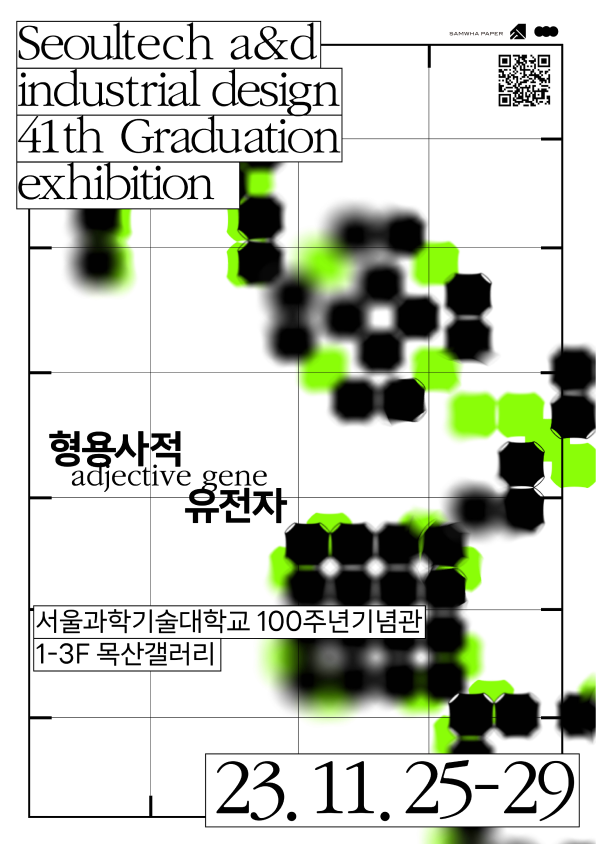 Seoultech a&d
industrial design
41th Graduation
exhibition
SAMWHA PAPER
형용사적
adjective gene
유전자
서울과학기술대학교 100주년기념관
1-3F 목산갤러리
23. 11. 25-29